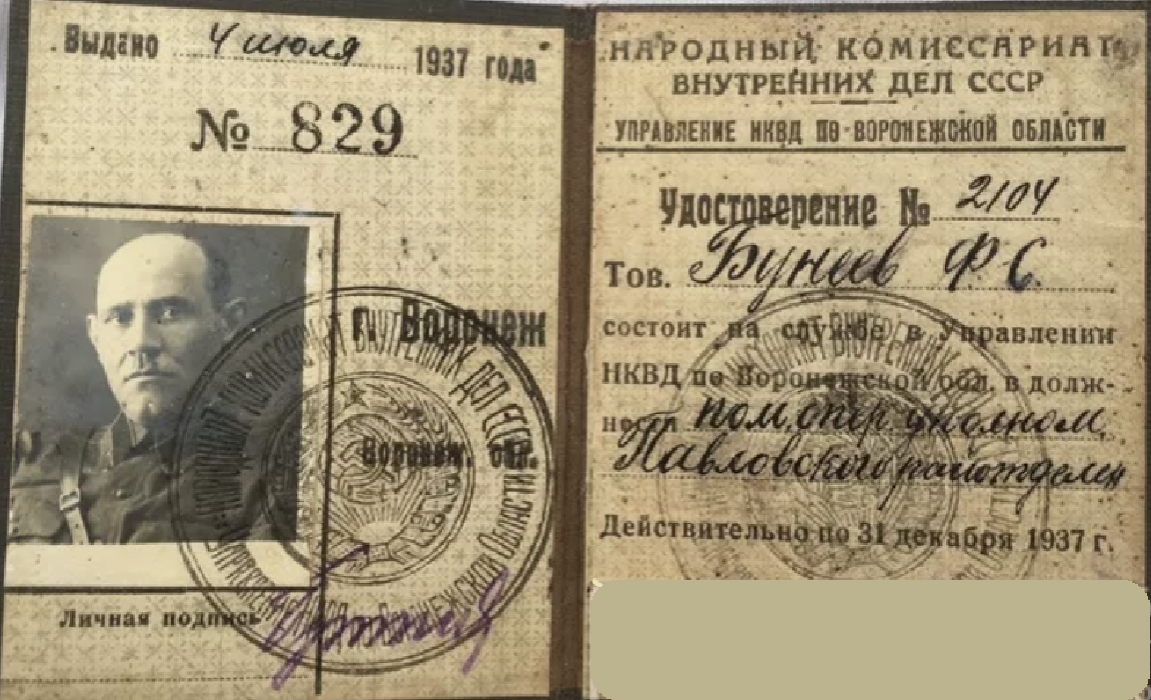 Выдано 4 июля 1937 года
№ 829
г. Воронеж
Воронеж. обл.
Личная подпись
НАРОДНЫЙ КОМИССАРИАТ
ВНУТРЕННИХ ДЕЛ СССР
УПРАВЛЕНИЕ НКВД ПО ВОРОНЕЖСКОЙ ОБЛАСТИ
Удостоверение № 2104
Тов. Бунеев Ф С.
состоит на службе в Управлении
НКВД по Воронежской обл. в долж-
ности пом. опер. уполном.
Павловского райотделен
Действительно по 31 декабря 1937 г.